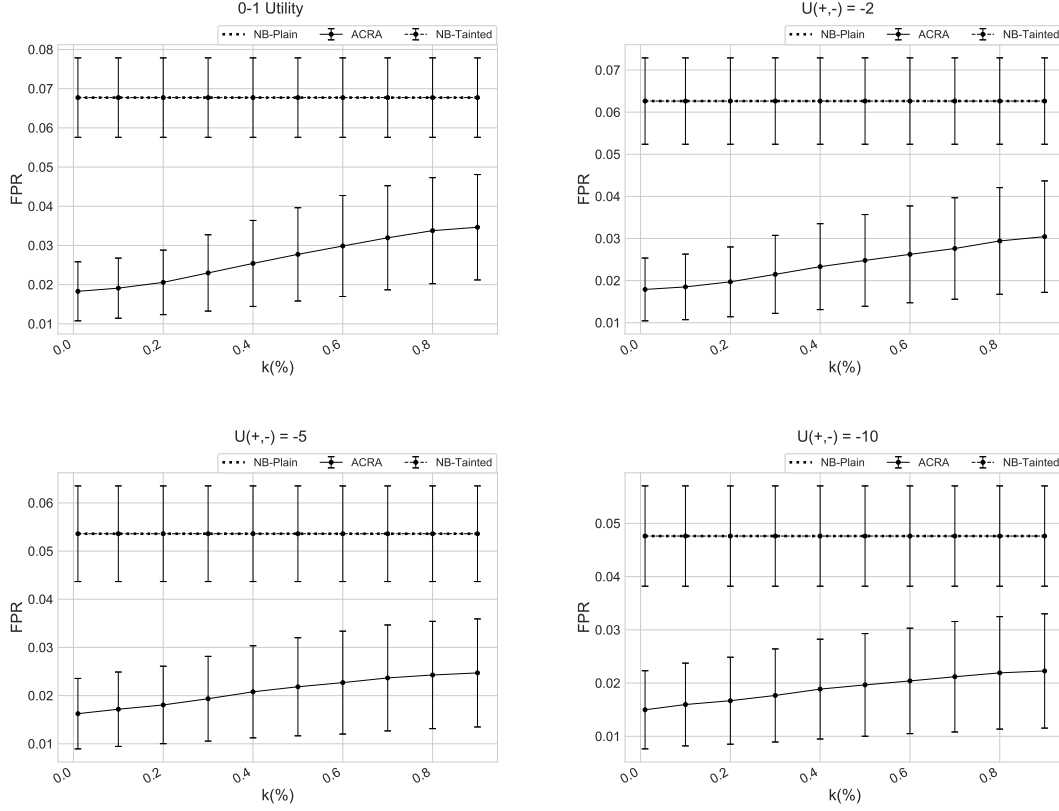 0-1 Utility
NB-Plain ACRA NB-Tainted
0.08
0.07
0.06
0.05
0.04
0.03
0.02
0.01
FPR
0.0 0.2 0.4 0.6 0.8
k(%)
U(+,-) = -2
NB-Plain ACRA NB-Tainted
0.07
0.06
0.05
0.04
0.03
0.02
0.01
FPR
0.0 0.2 0.4 0.6 0.8
k(%)
U(+,-) = -5
NB-Plain ACRA NB-Tainted
0.06
0.05
0.04
0.03
0.02
0.01
FPR
0.0 0.2 0.4 0.6 0.8
k(%)
U(+,-) = -10
NB-Plain ACRA NB-Tainted
0.05
0.04
0.03
0.02
0.01
FPR
0.0 0.2 0.4 0.6 0.8
k(%)